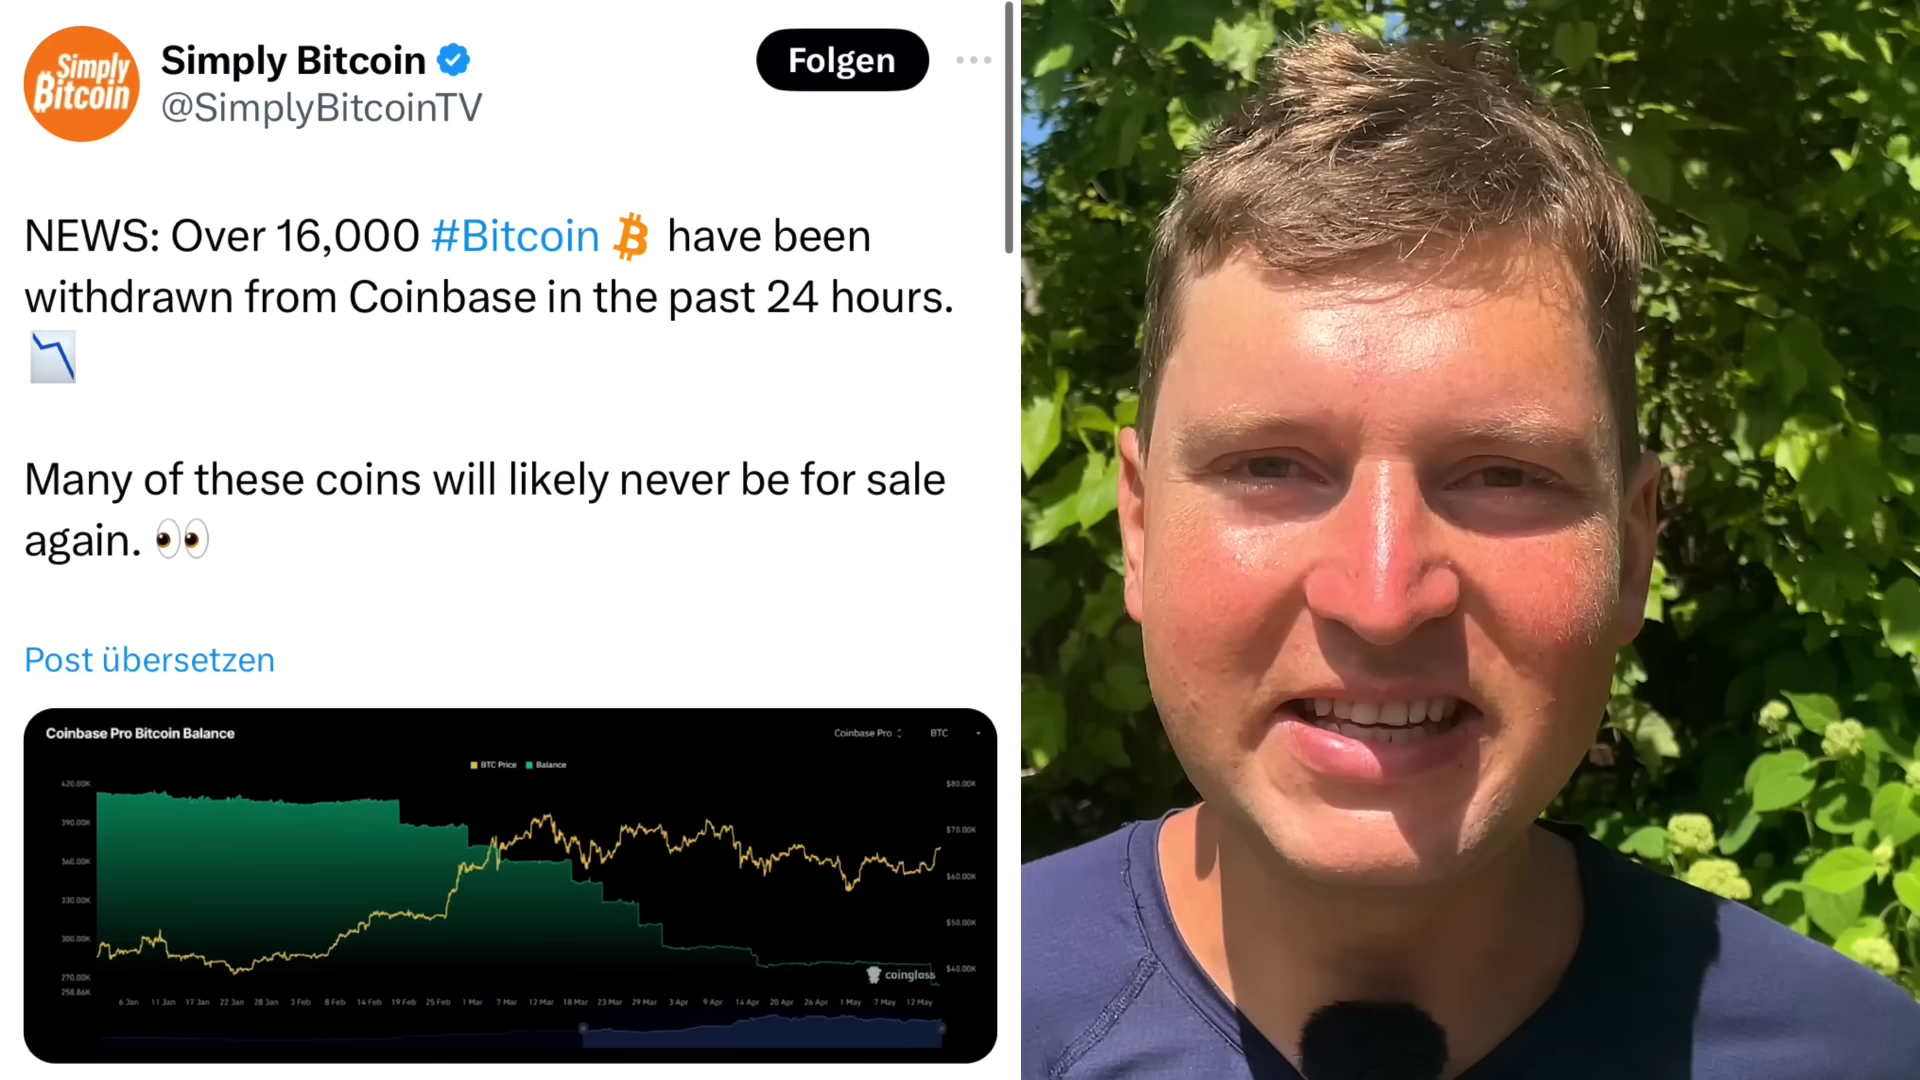 Simply
Bitcoin
Simply Bitcoin
@SimplyBitcoinTV
Folgen
NEWS: Over 16,000 #Bitcoin have been
withdrawn from Coinbase in the past 24 hours.
Many of these coins will likely never be for sale
again.
Post übersetzen
Coinbase Pro Bitcoin Balance
Coinbase Pro
BTC
BTC Price
Balance
420.00K
$80.00K
390.00K
$70.00K
360.00K
$60.00K
330.00K
$50.00K
300.00K
$40.00K
270.00K
258.86K
coinglass
6 Jan 11 Jan 17 Jan 22 Jan 28 Jan 3 Feb 8 Feb 14 Feb 19 Feb 25 Feb 1 Mar 7 Mar 12 Mar 18 Mar 23 Mar 29 Mar 3 Apr 9 Apr 14 Apr 20 Apr 26 Apr 1 May 7 May 12 May